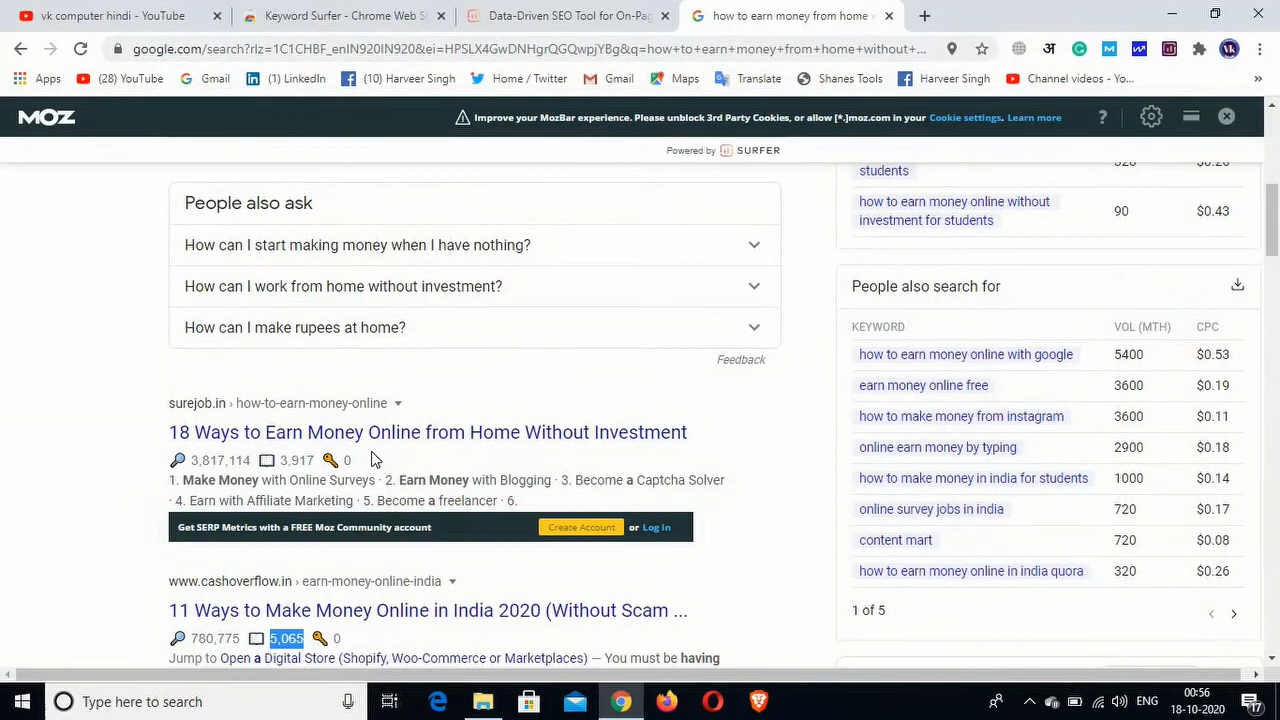 vk computer hindi - YouTube
Keyword Surfer - Chrome Web S
Data-Driven SEO Tool for On-Pag
how to earn money from home w
google.com/search?rlz=1C1CHBF_enIN920IN920&ei=HPSLX4GwDNHgrQGQwpjYBg&q=how+to+earn+money+from+home+without+...
अ
Apps
(28) YouTube
Gmail
(1) LinkedIn
(10) Harveer Singh
Home / Twitter
Gmail
Maps
Translate
Shanes Tools
Harveer Singh
Channel videos - Yo...
MOZ
Improve your MozBar experience. Please unblock 3rd Party Cookies, or allow [*.]moz.com in your Cookie settings. Learn more
Powered by SURFER
People also ask
How can I start making money when I have nothing?
How can I work from home without investment?
How can I make rupees at home?
Feedback
surejob.in › how-to-earn-money-online
18 Ways to Earn Money Online from Home Without Investment
3,817,114 3,917 0
1. Make Money with Online Surveys · 2. Earn Money with Blogging · 3. Become a Captcha Solver
· 4. Earn with Affiliate Marketing · 5. Become a freelancer · 6.
Get SERP Metrics with a FREE Moz Community account Create Account or Log In
www.cashoverflow.in › earn-money-online-india
11 Ways to Make Money Online in India 2020 (Without Scam ...
780,775 5,065 0
Jump to Open a Digital Store (Shopify, Woo-Commerce or Marketplaces) — You must be having
students
how to earn money online without
investment for students
90 $0.43
People also search for
KEYWORD VOL (MTH) CPC
how to earn money online with google 5400 $0.53
earn money online free 3600 $0.19
how to make money from instagram 3600 $0.11
online earn money by typing 2900 $0.18
how to make money in india for students 1000 $0.14
online survey jobs in india 720 $0.17
content mart 720 $0.08
how to earn money online in india quora 320 $0.26
1 of 5
Type here to search
ENG
00:56
18-10-2020
17